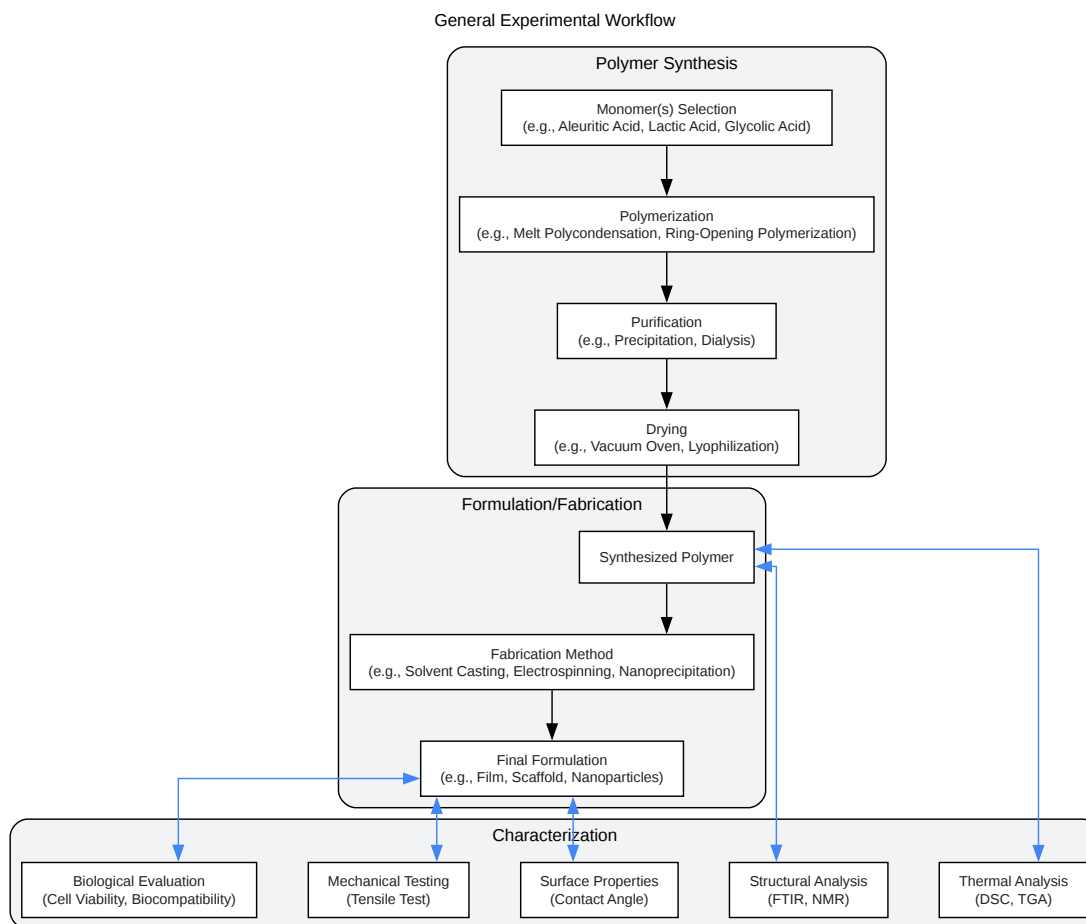 General Experimental Workflow
Polymer Synthesis
Monomer(s) Selection
(e.g., Aleuritic Acid, Lactic Acid, Glycolic Acid)
Polymerization
(e.g., Melt Polycondensation, Ring-Opening Polymerization)
Purification
(e.g., Precipitation, Dialysis)
Drying
(e.g., Vacuum Oven, Lyophilization)
Formulation/Fabrication
Synthesized Polymer
Fabrication Method
(e.g., Solvent Casting, Electrospinning, Nanoprecipitation)
Final Formulation
(e.g., Film, Scaffold, Nanoparticles)
Characterization
Biological Evaluation
(Cell Viability, Biocompatibility)
Mechanical Testing
(Tensile Test)
Surface Properties
(Contact Angle)
Structural Analysis
(FTIR, NMR)
Thermal Analysis
(DSC, TGA)